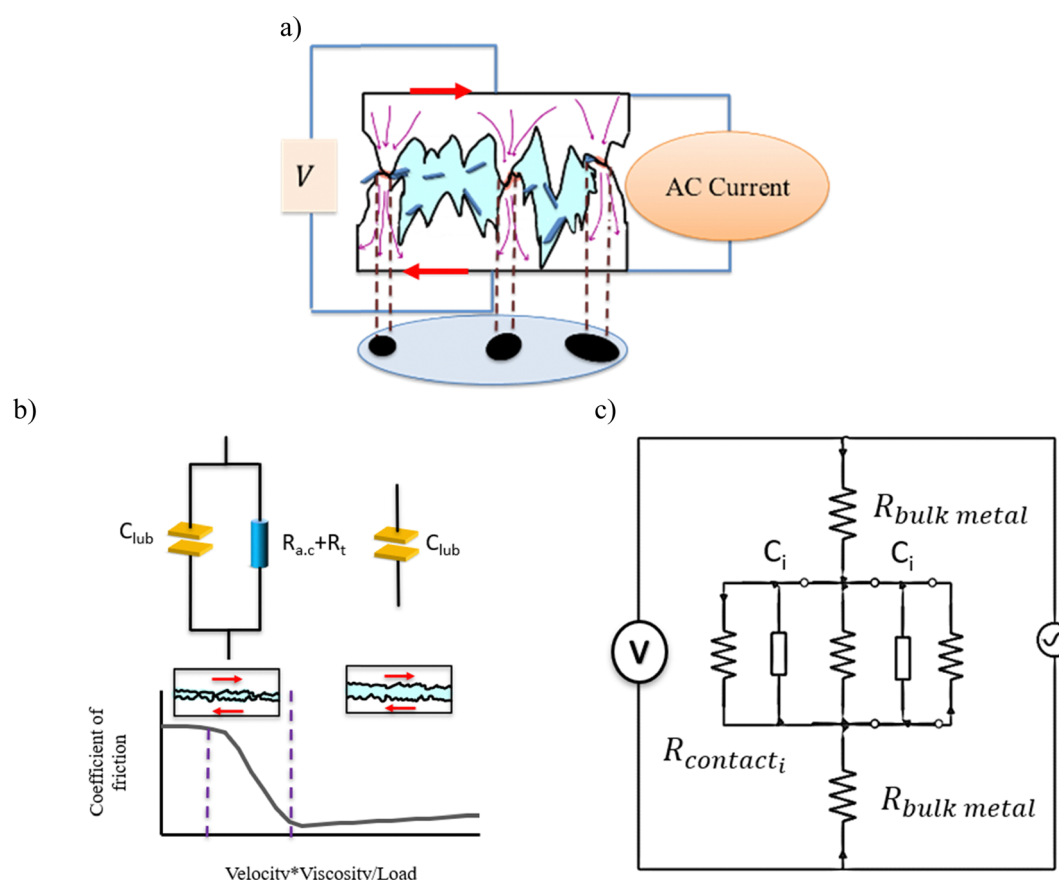 a)
V
AC Current
b)
c)
C_lub
R_a.c+R_t
C_lub
Coefficient of
friction
Velocity*Viscosity/Load
R_bulk metal
C_i
C_i
V
R_contact_i
R_bulk metal